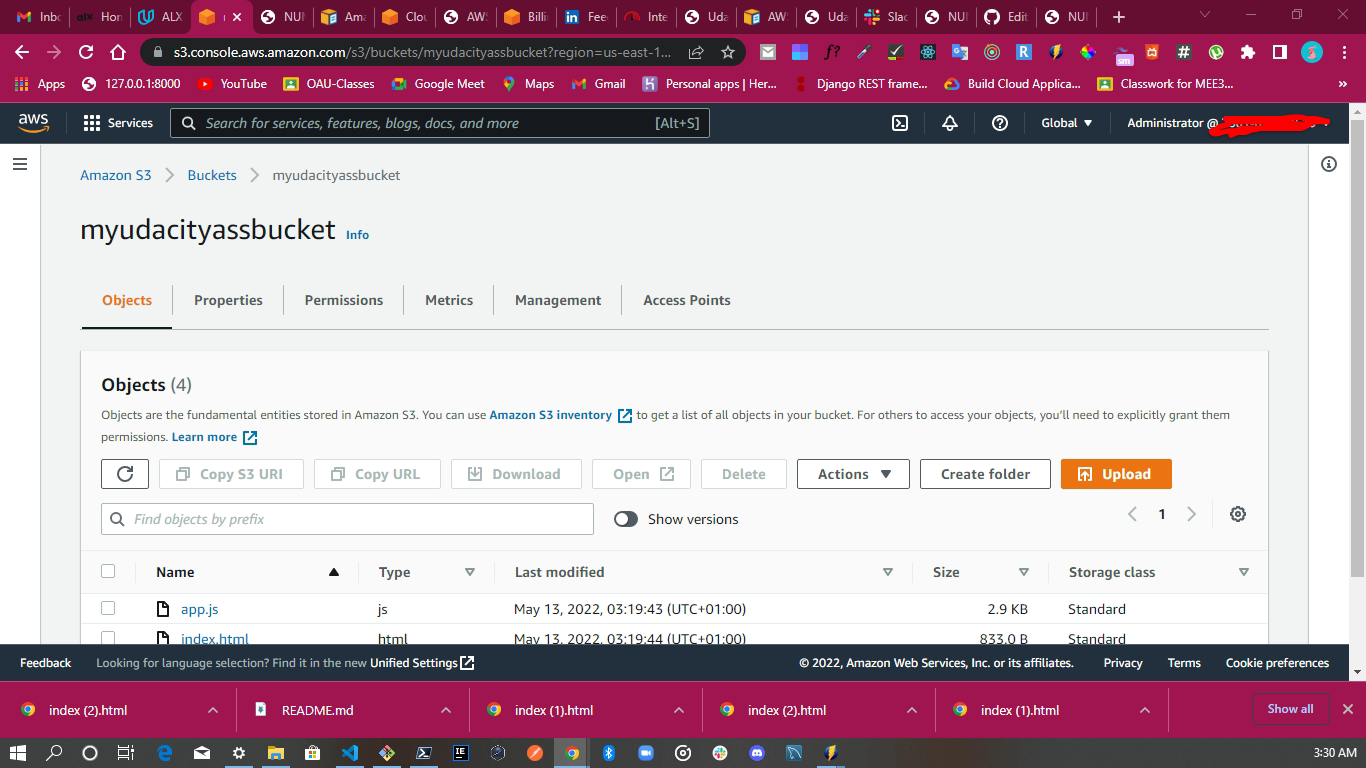 Inbo
Hon
ALX
NUI
Ama
Clou
AWS
Billi
Fee
Inte
Uda
AW
Uda
Slac
NUI
Edit
NUI
s3.console.aws.amazon.com/s3/buckets/myudacityassbucket?region=us-east-1...
Apps
127.0.0.1:8000
YouTube
OAU-Classes
Google Meet
Maps
Gmail
Personal apps | Her...
Django REST frame...
Build Cloud Applica...
Classwork for MEE3...
»
aws
Services
Search for services, features, blogs, docs, and more
[Alt+S]
Global
Administrator @
Amazon S3
Buckets
myudacityassbucket
myudacityassbucket Info
Objects
Properties
Permissions
Metrics
Management
Access Points
Objects (4)
Objects are the fundamental entities stored in Amazon S3. You can use Amazon S3 inventory to get a list of all objects in your bucket. For others to access your objects, you'll need to explicitly grant them
permissions. Learn more
Copy S3 URI
Copy URL
Download
Open
Delete
Actions
Create folder
Upload
Find objects by prefix
Show versions
1
Name
Type
Last modified
Size
Storage class
app.js
js
May 13, 2022, 03:19:43 (UTC+01:00)
2.9 KB
Standard
index.html
html
May 13, 2022, 03:19:44 (UTC+01:00)
833.0 B
Standard
Feedback
Looking for language selection? Find it in the new Unified Settings
© 2022, Amazon Web Services, Inc. or its affiliates.
Privacy
Terms
Cookie preferences
index (2).html
README.md
index (1).html
index (2).html
index (1).html
Show all
3:30 AM